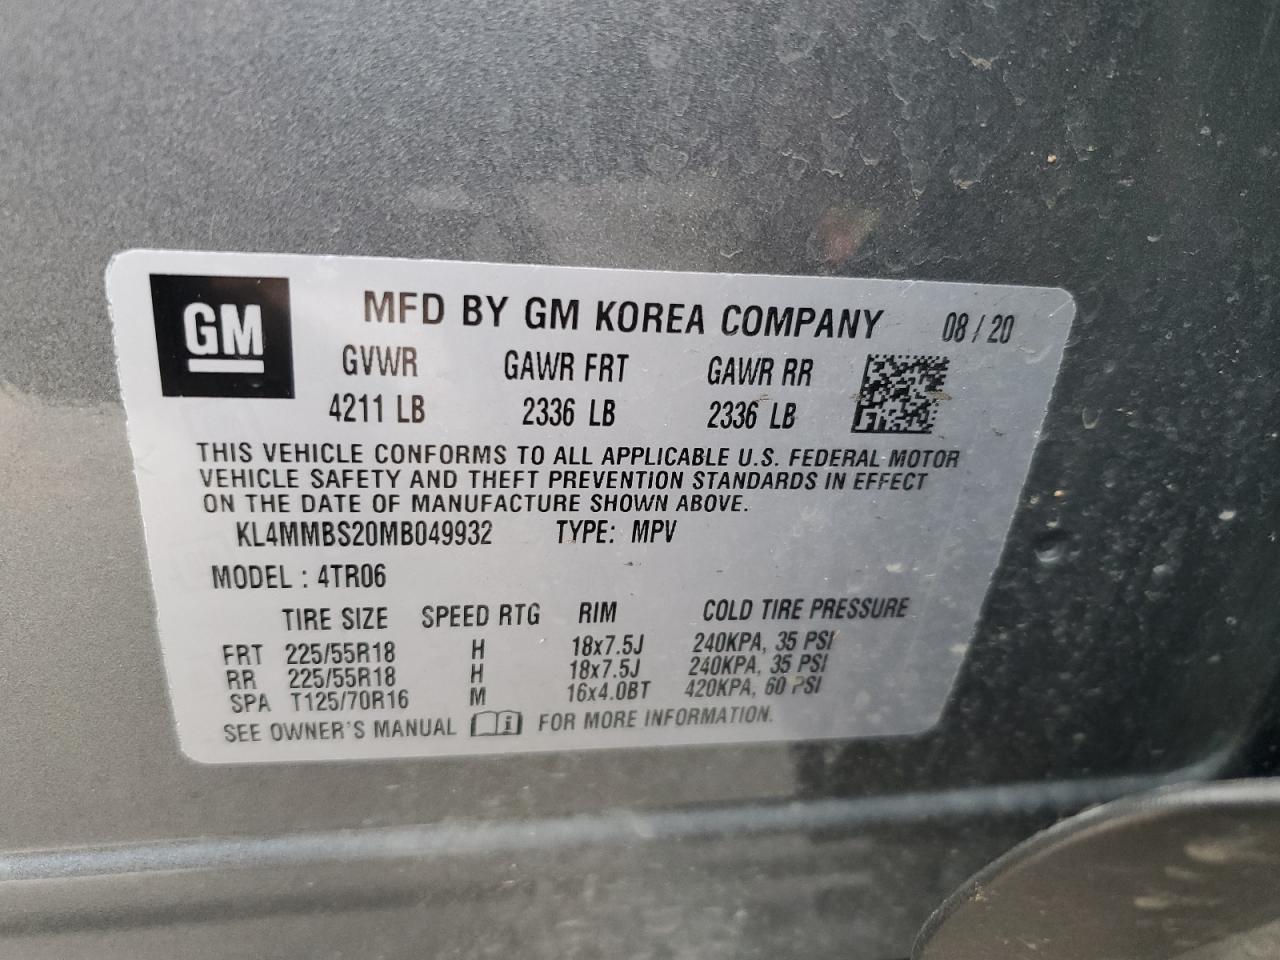 GM
MFD BY GM KOREA COMPANY 08/20
GVWR GAWR FRT GAWR RR
4211 LB 2336 LB 2336 LB
THIS VEHICLE CONFORMS TO ALL APPLICABLE U.S. FEDERAL MOTOR
VEHICLE SAFETY AND THEFT PREVENTION STANDARDS IN EFFECT
ON THE DATE OF MANUFACTURE SHOWN ABOVE.
KL4MMBS20MB049932 TYPE: MPV
MODEL : 4TR06
TIRE SIZE SPEED RTG RIM COLD TIRE PRESSURE
FRT 225/55R18 H 18x7.5J 240KPA, 35 PSI
RR 225/55R18 H 18x7.5J 240KPA, 35 PSI
SPA T125/70R16 M 16x4.0BT 420KPA, 60 PSI
SEE OWNER'S MANUAL FOR MORE INFORMATION.